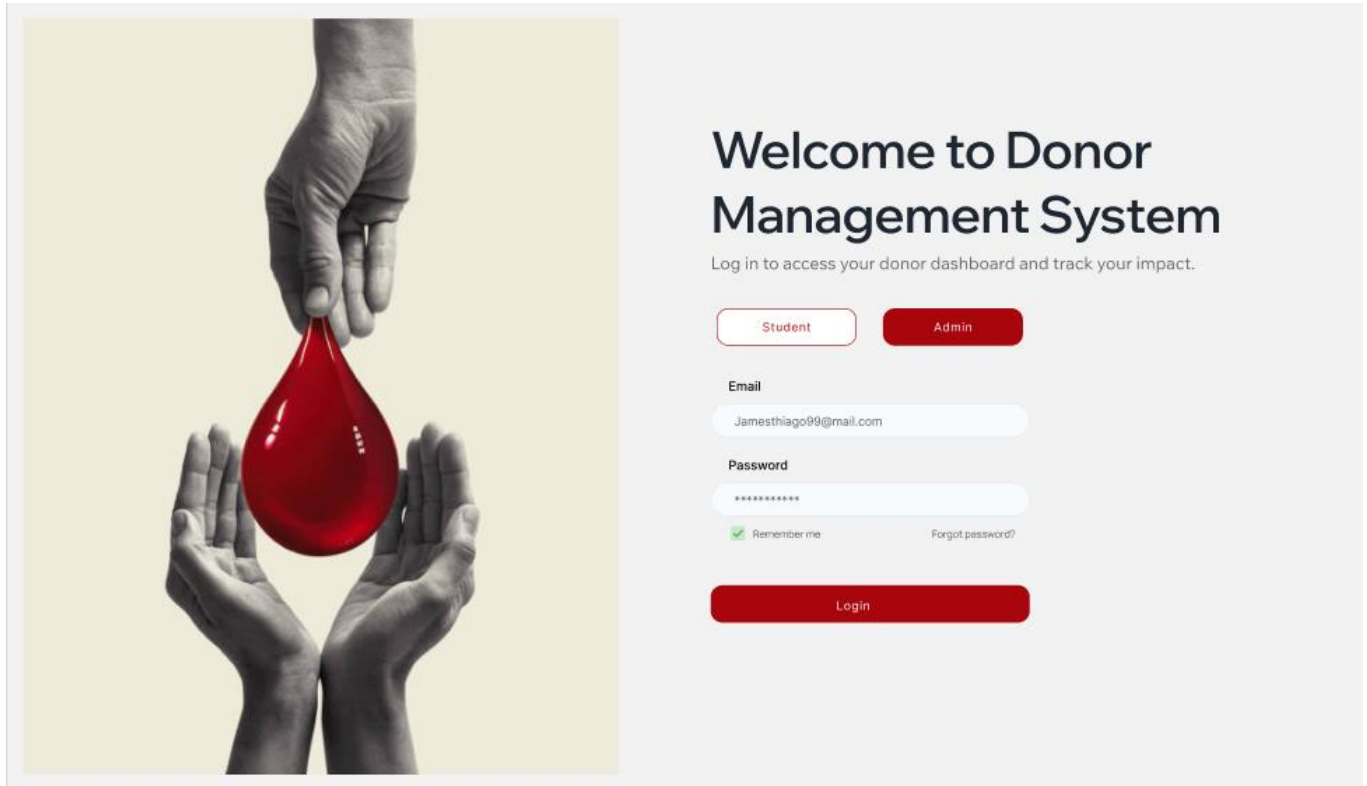 Welcome to Donor
Management System
Log in to access your donor dashboard and track your impact.
Student
Admin
Email
Jamesthiago99@mail.com
Password
***********
Remember me
Forgot password?
Login